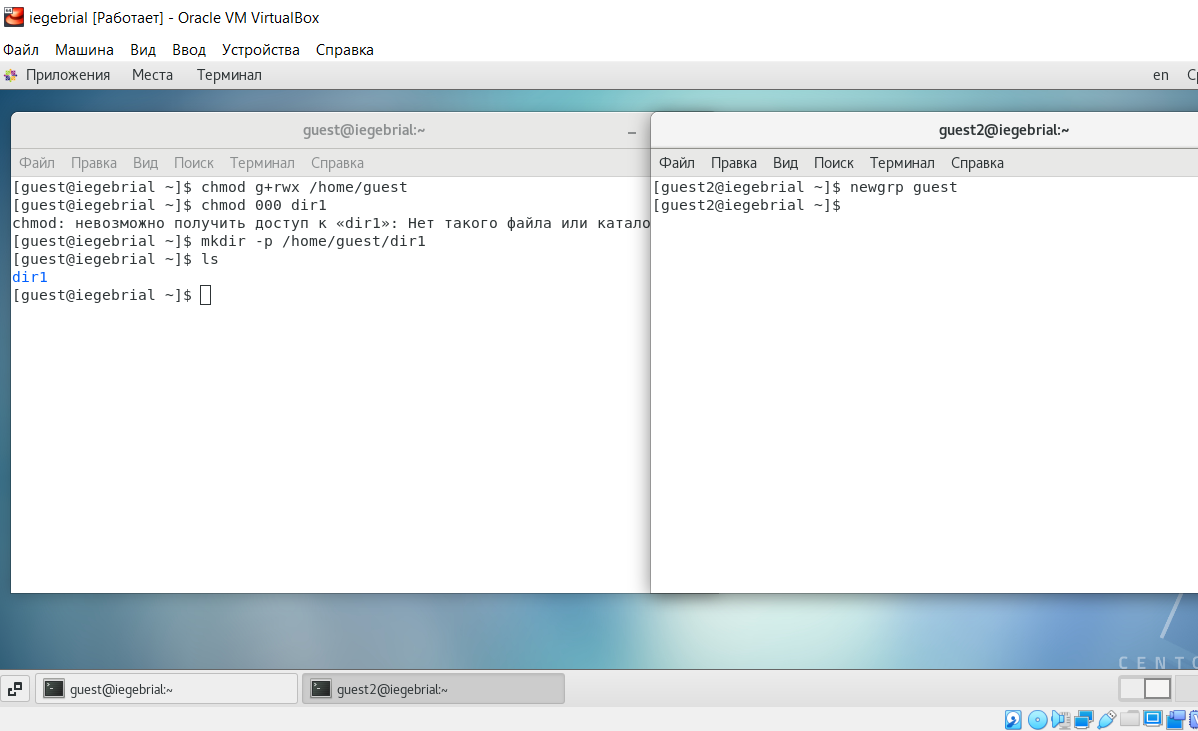 iegebrial [Работает] - Oracle VM VirtualBox
Файл Машина Вид Ввод Устройства Справка
Приложения Места Терминал en
guest@iegebrial:~
Файл Правка Вид Поиск Терминал Справка
[guest@iegebrial ~]$ chmod g+rwx /home/guest
[guest@iegebrial ~]$ chmod 000 dir1
chmod: невозможно получить доступ к «dir1»: Нет такого файла или катало
[guest@iegebrial ~]$ mkdir -p /home/guest/dir1
[guest@iegebrial ~]$ ls
dir1
[guest@iegebrial ~]$
guest2@iegebrial:~
Файл Правка Вид Поиск Терминал Справка
[guest2@iegebrial ~]$ newgrp guest
[guest2@iegebrial ~]$
CENTO
guest@iegebrial:~ guest2@iegebrial:~